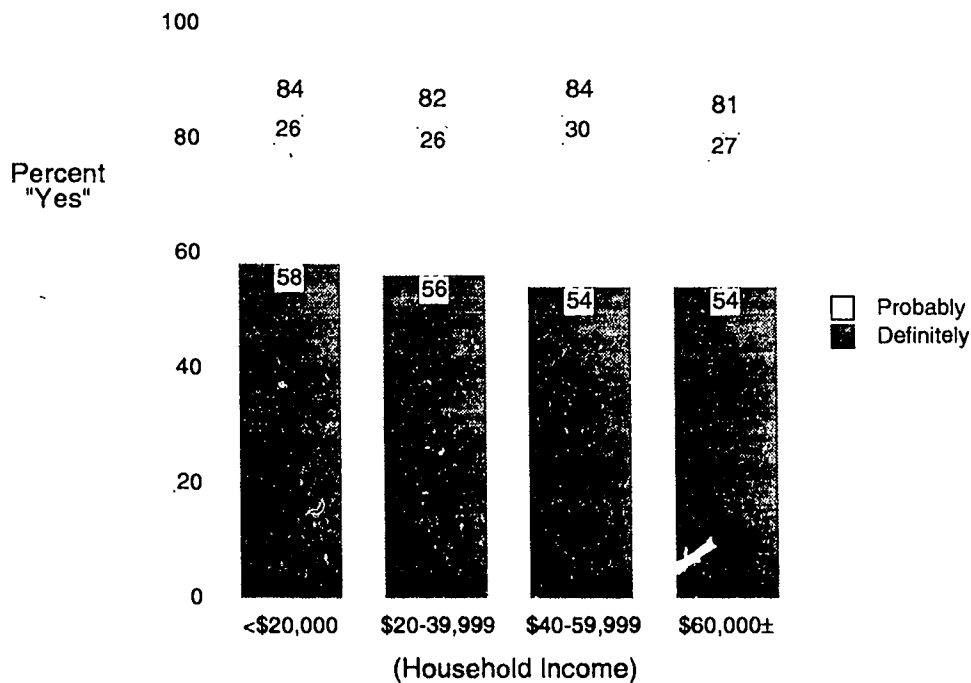 100
84 82 84 81
26 26 30 27
80
Percent
"Yes"
60
58 56 54 54
Probably
Definitely
40
20
0
<$20,000 $20-39,999 $40-59,999 $60,000±
(Household Income)